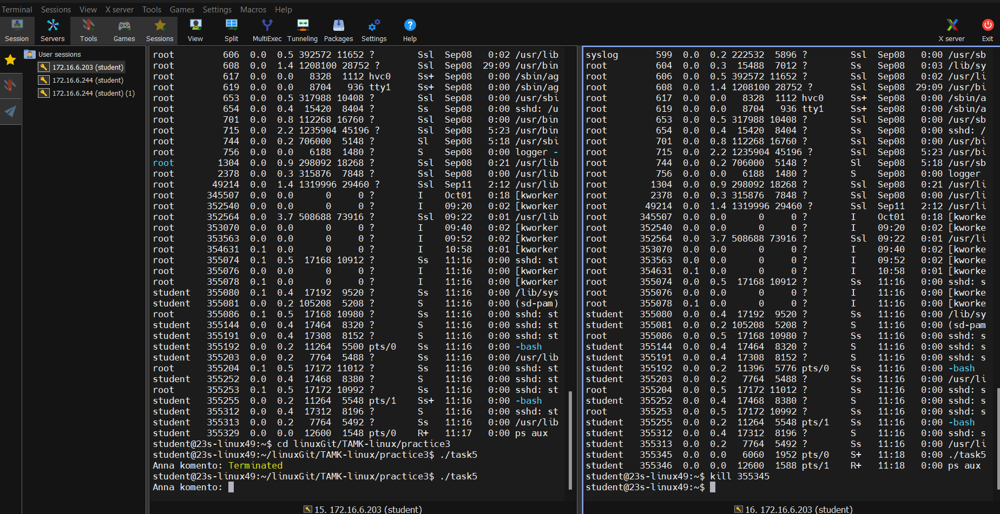 Terminal Sessions View X server Tools Games Settings Macros Help
Session Servers Tools Games Sessions View Split MultiExec Tunneling Packages Settings Help X server Exit
User sessions
172.16.6.203 (student)
172.16.6.244 (student)
172.16.6.244 (student) (1)
root 606 0.0 0.5 392572 11652 ? Ssl Sep08 0:02 /usr/lib
root 608 0.0 1.4 1208100 28752 ? Ssl Sep08 29:09 /usr/bin
root 617 0.0 0.0 8328 1112 hvc0 Ss+ Sep08 0:00 /sbin/ag
root 619 0.0 0.0 8704 936 tty1 Ss+ Sep08 0:00 /sbin/ag
root 653 0.0 0.5 317988 10408 ? Ssl Sep08 0:00 /usr/sbi
root 654 0.0 0.4 15420 8404 ? Ss Sep08 0:00 sshd: /u
root 701 0.0 0.8 112268 16760 ? Ssl Sep08 0:00 /usr/bin
root 715 0.0 2.2 1235904 45196 ? Ssl Sep08 5:23 /usr/bin
root 744 0.0 0.2 706000 5148 ? Sl Sep08 5:18 /usr/sbi
root 756 0.0 0.0 6188 1480 ? S Sep08 0:00 logger -
root 1304 0.0 0.9 298092 18268 ? Ssl Sep08 0:21 /usr/lib
root 2378 0.0 0.3 315876 7848 ? Ssl Sep08 0:00 /usr/lib
root 49214 0.0 1.4 1319996 29460 ? Ssl Sep11 2:12 /usr/lib
root 345507 0.0 0.0 0 0 ? I Oct01 0:18 [kworker
root 352540 0.0 0.0 0 0 ? I 09:20 0:02 [kworker
root 352564 0.0 3.7 508688 73916 ? Ssl 09:22 0:01 /usr/lib
root 353070 0.0 0.0 0 0 ? I 09:40 0:02 [kworker
root 353563 0.0 0.0 0 0 ? I 09:52 0:02 [kworker
root 354631 0.1 0.0 0 0 ? I 10:58 0:01 [kworker
root 355074 0.1 0.5 17168 10912 ? Ss 11:16 0:00 sshd: st
root 355076 0.0 0.0 0 0 ? I 11:16 0:00 [kworker
root 355078 0.1 0.0 0 0 ? I 11:16 0:00 [kworker
student 355080 0.1 0.4 17192 9520 ? Ss 11:16 0:00 /lib/sys
student 355081 0.0 0.2 105208 5208 ? S 11:16 0:00 (sd-pam)
root 355086 0.1 0.5 17168 10980 ? Ss 11:16 0:00 sshd: st
student 355144 0.0 0.4 17464 8320 ? S 11:16 0:00 sshd: st
student 355191 0.0 0.4 17308 8152 ? S 11:16 0:00 sshd: st
student 355192 0.0 0.2 11264 5500 pts/0 Ss 11:16 0:00 -bash
student 355203 0.0 0.2 7764 5488 ? Ss 11:16 0:00 /usr/lib
root 355204 0.1 0.5 17172 11012 ? Ss 11:16 0:00 sshd: st
student 355252 0.0 0.4 17468 8380 ? S 11:16 0:00 sshd: st
root 355253 0.1 0.5 17172 10992 ? Ss 11:16 0:00 sshd: st
student 355255 0.0 0.2 11264 5548 pts/1 Ss+ 11:16 0:00 -bash
student 355312 0.0 0.4 17312 8196 ? S 11:16 0:00 sshd: st
student 355313 0.0 0.2 7764 5492 ? Ss 11:16 0:00 /usr/lib
student 355329 0.0 0.0 12600 1548 pts/0 R+ 11:17 0:00 ps aux
student@23s-linux49:~$ cd linuxGit/TAMK-linux/practice3
student@23s-linux49:~/linuxGit/TAMK-linux/practice3$ ./task5
Anna komento: Terminated
student@23s-linux49:~/linuxGit/TAMK-linux/practice3$ ./task5
Anna komento:
15. 172.16.6.203 (student)
syslog 599 0.0 0.2 222532 5896 ? Ssl Sep08 0:00 /usr/sb
root 604 0.0 0.3 15488 7012 ? Ss Sep08 0:03 /lib/sy
root 606 0.0 0.5 392572 11652 ? Ssl Sep08 0:02 /usr/li
root 608 0.0 1.4 1208100 28752 ? Ssl Sep08 29:09 /usr/bi
root 617 0.0 0.0 8328 1112 hvc0 Ss+ Sep08 0:00 /sbin/a
root 619 0.0 0.0 8704 936 tty1 Ss+ Sep08 0:00 /sbin/a
root 653 0.0 0.5 317988 10408 ? Ssl Sep08 0:00 /usr/sb
root 654 0.0 0.4 15420 8404 ? Ss Sep08 0:00 sshd: /
root 701 0.0 0.8 112268 16760 ? Ssl Sep08 0:00 /usr/bi
root 715 0.0 2.2 1235904 45196 ? Ssl Sep08 5:23 /usr/bi
root 744 0.0 0.2 706000 5148 ? Sl Sep08 5:18 /usr/sb
root 756 0.0 0.0 6188 1480 ? S Sep08 0:00 logger
root 1304 0.0 0.9 298092 18268 ? Ssl Sep08 0:21 /usr/li
root 2378 0.0 0.3 315876 7848 ? Ssl Sep08 0:00 /usr/li
root 49214 0.0 1.4 1319996 29460 ? Ssl Sep11 2:12 /usr/li
root 345507 0.0 0.0 0 0 ? I Oct01 0:18 [kworke
root 352540 0.0 0.0 0 0 ? I 09:20 0:02 [kworke
root 352564 0.0 3.7 508688 73916 ? Ssl 09:22 0:01 /usr/li
root 353070 0.0 0.0 0 0 ? I 09:40 0:02 [kworke
root 353563 0.0 0.0 0 0 ? I 09:52 0:02 [kworke
root 354631 0.1 0.0 0 0 ? I 10:58 0:01 [kworke
root 355074 0.0 0.5 17168 10912 ? Ss 11:16 0:00 sshd: s
root 355076 0.0 0.0 0 0 ? I 11:16 0:00 [kworke
root 355078 0.1 0.0 0 0 ? I 11:16 0:00 [kworke
student 355080 0.0 0.4 17192 9520 ? Ss 11:16 0:00 /lib/sy
student 355081 0.0 0.2 105208 5208 ? S 11:16 0:00 (sd-pam
root 355086 0.0 0.5 17168 10980 ? Ss 11:16 0:00 sshd: s
student 355144 0.0 0.4 17464 8320 ? S 11:16 0:00 sshd: s
student 355191 0.0 0.4 17308 8152 ? S 11:16 0:00 sshd: s
student 355192 0.0 0.2 11396 5776 pts/0 Ss 11:16 0:00 -bash
student 355203 0.0 0.2 7764 5488 ? Ss 11:16 0:00 /usr/li
root 355204 0.0 0.5 17172 11012 ? Ss 11:16 0:00 sshd: s
student 355252 0.0 0.4 17468 8380 ? S 11:16 0:00 sshd: s
root 355253 0.0 0.5 17172 10992 ? Ss 11:16 0:00 sshd: s
student 355255 0.0 0.2 11264 5548 pts/1 Ss 11:16 0:00 -bash
student 355312 0.0 0.4 17312 8196 ? S 11:16 0:00 sshd: s
student 355313 0.0 0.2 7764 5492 ? Ss 11:16 0:00 /usr/li
student 355345 0.0 0.0 6060 1952 pts/0 S+ 11:18 0:00 ./task5
student 355346 0.0 0.0 12600 1588 pts/1 R+ 11:18 0:00 ps aux
student@23s-linux49:~$ kill 355345
student@23s-linux49:~$
16. 172.16.6.203 (student)